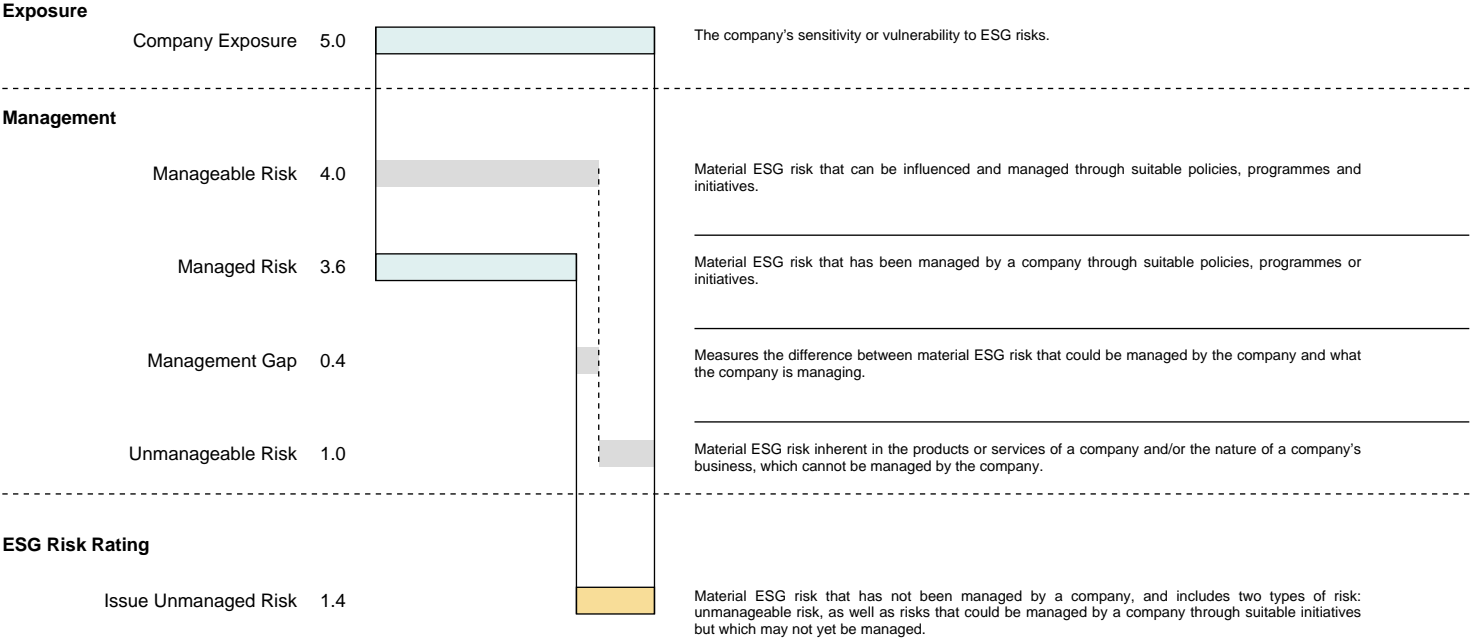 Exposure
Company Exposure 5.0
The company’s sensitivity or vulnerability to ESG risks.
Management
Manageable Risk 4.0
Material ESG risk that can be influenced and managed through suitable policies, programmes and
initiatives.
Managed Risk 3.6
Material ESG risk that has been managed by a company through suitable policies, programmes or
initiatives.
Management Gap 0.4
Measures the difference between material ESG risk that could be managed by the company and what
the company is managing.
Unmanageable Risk 1.0
Material ESG risk inherent in the products or services of a company and/or the nature of a company’s
business, which cannot be managed by the company.
ESG Risk Rating
Issue Unmanaged Risk 1.4
Material ESG risk that has not been managed by a company, and includes two types of risk:
unmanageable risk, as well as risks that could be managed by a company through suitable initiatives
but which may not yet be managed.